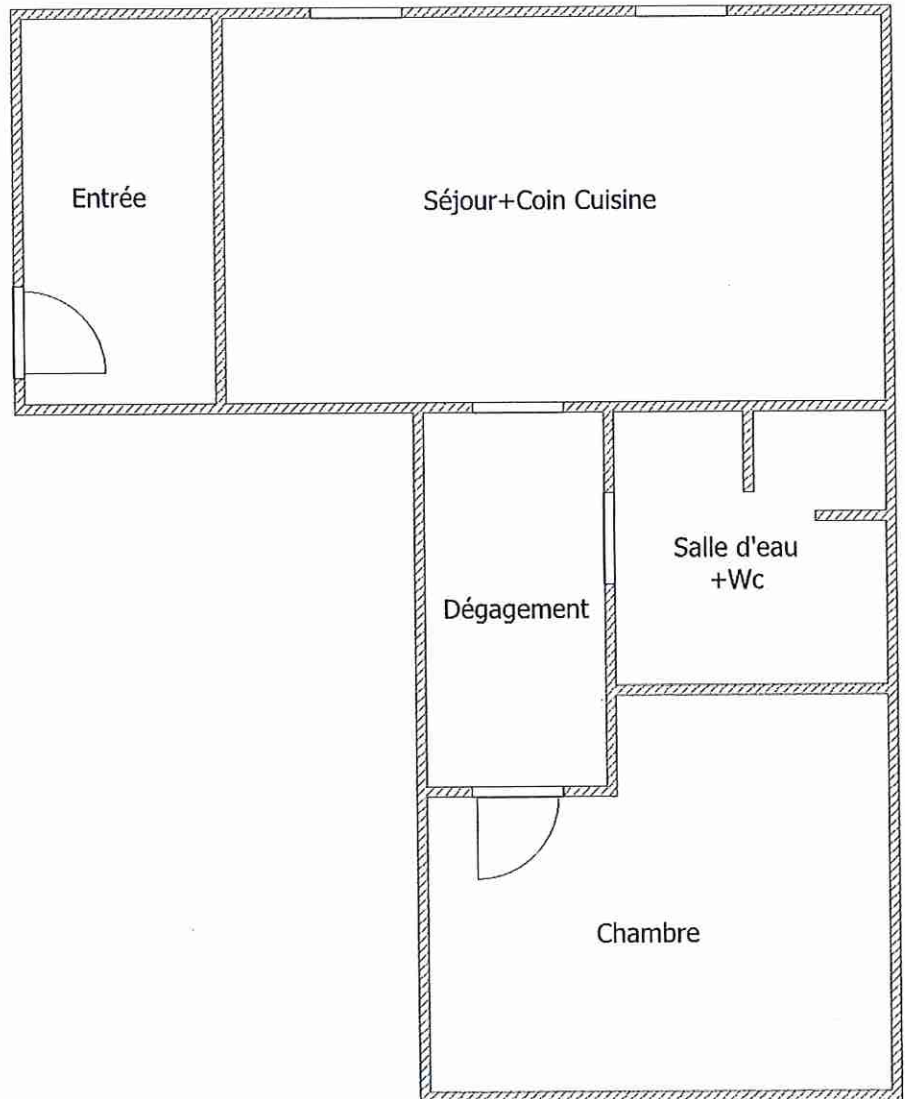 Entrée
Séjour+Coin Cuisine
Salle d'eau
+Wc
Dégagement
Chambre